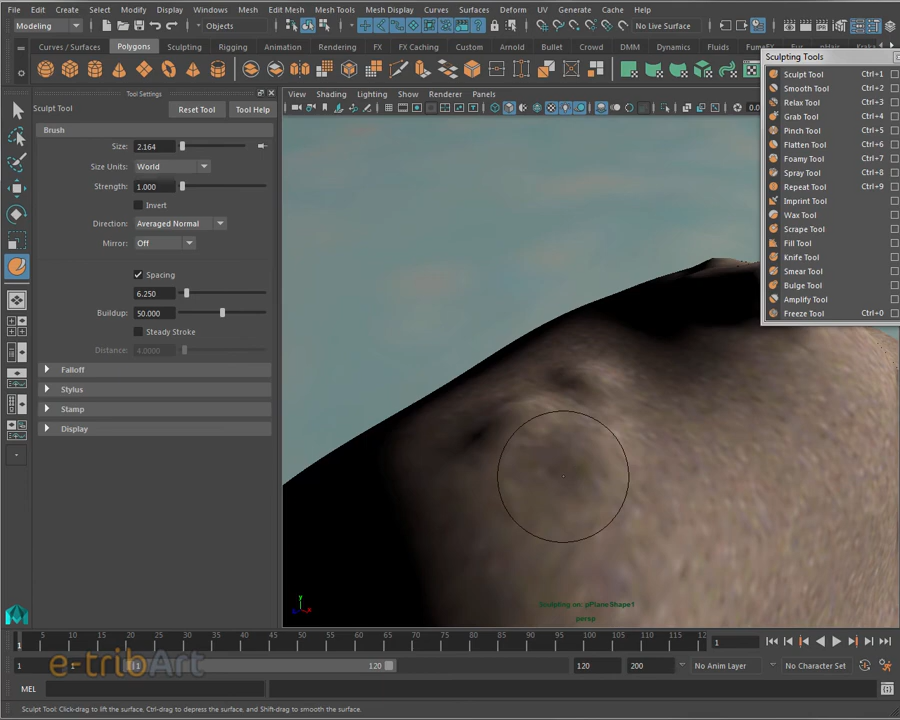 File Edit Create Select Modify Display Windows Mesh Edit Mesh Mesh Tools Mesh Display Curves Surfaces Deform UV Generate Cache
Modeling Objects No Live Surface
Curves / Surfaces Polygons Sculpting Rigging Animation Rendering FX FX Caching Custom Arnold Bullet Crowd DMM Dynamics Fluids
Sculpting Tools
Sculpt Tool Ctrl+1
Smooth Tool Ctrl+2
Relax Tool Ctrl+3
Grab Tool Ctrl+4
Pinch Tool Ctrl+5
Flatten Tool Ctrl+6
Foamy Tool Ctrl+7
Spray Tool Ctrl+8
Repeat Tool Ctrl+9
Imprint Tool
Wax Tool
Scrape Tool
Fill Tool
Knife Tool
Smear Tool
Bulge Tool
Amplify Tool
Freeze Tool Ctrl+0
Tool Settings
Sculpt Tool Reset Tool Tool Help
Brush
Size: 2.164
Size Units: World
Strength: 1.000
Invert
Direction: Averaged Normal
Mirror: Off
Spacing
6.250
Buildup: 50.000
Steady Stroke
Distance: 4.0000
Falloff
Stylus
Stamp
Display
View Shading Lighting Show Renderer Panels
Sculpting on: pPlaneShape1
persp
1 5 10 15 20 25 30 35 40 45 50 55 60 65 70 75 80 85 90 95 100 105 110 115 12 1
1 1 1 120 120 200 No Anim Layer No Character Set
e-tribArt
MEL
Sculpt Tool: Click-drag to lift the surface, Ctrl-drag to depress the surface, and Shift-drag to smooth the surface.